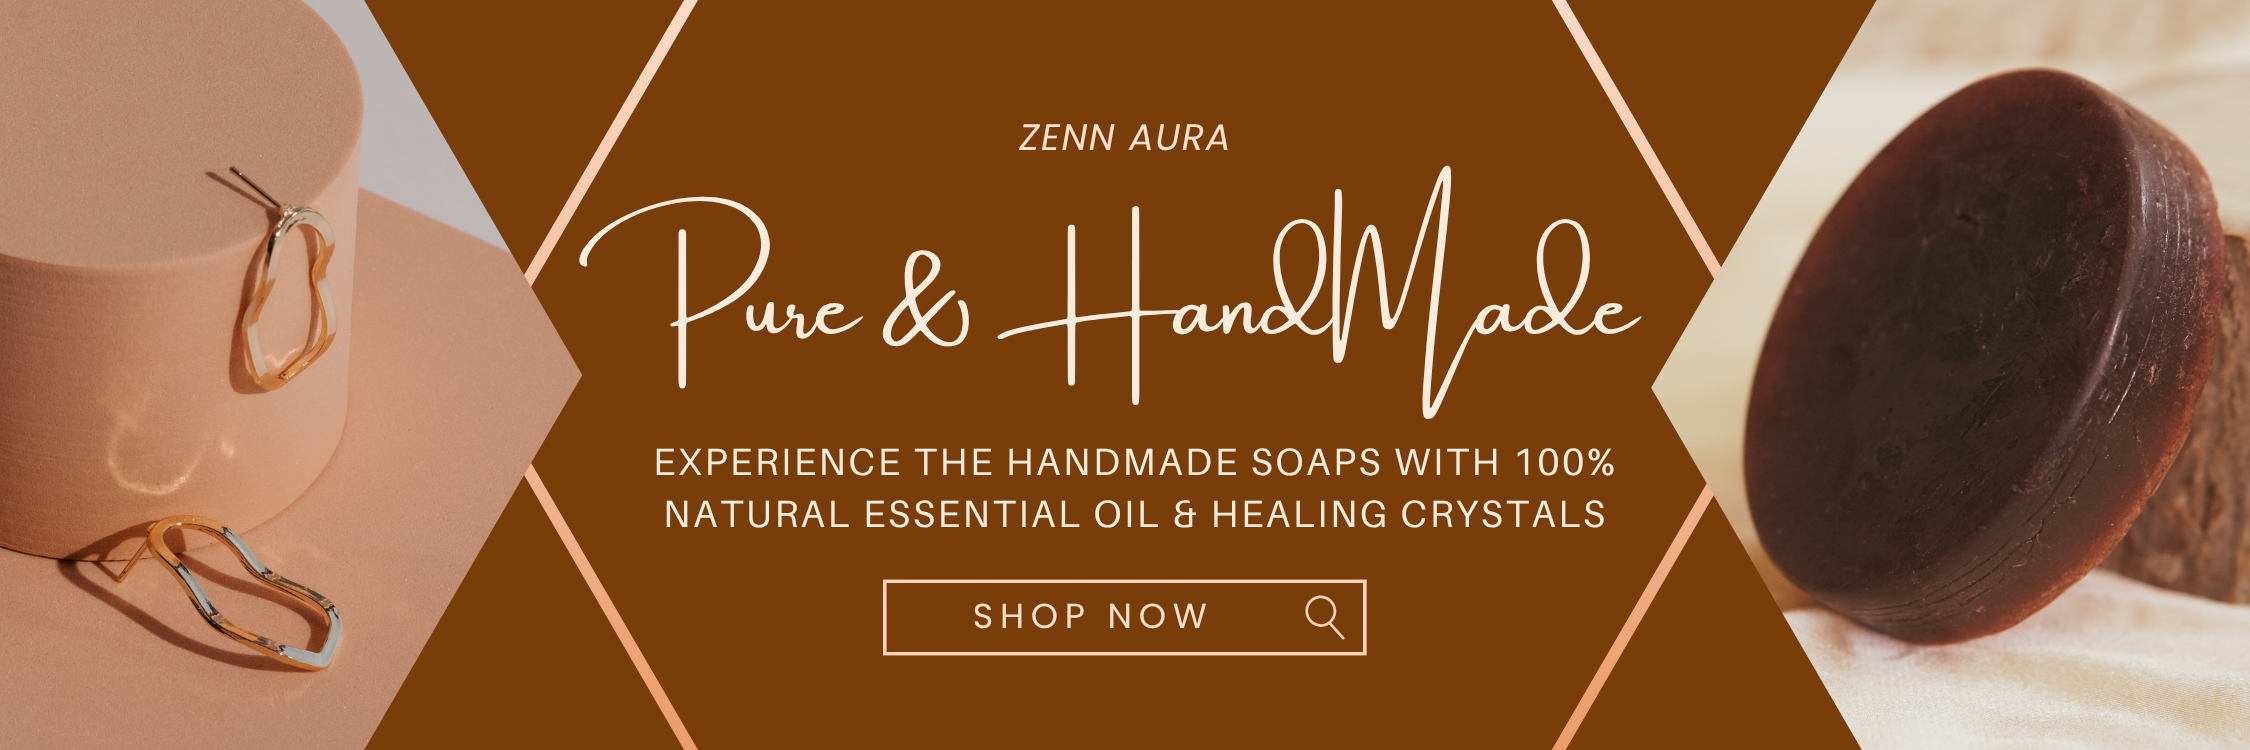 ZENN AURA
Pure & HandMade
EXPERIENCE THE HANDMADE SOAPS WITH 100%
NATURAL ESSENTIAL OIL & HEALING CRYSTALS
SHOP NOW